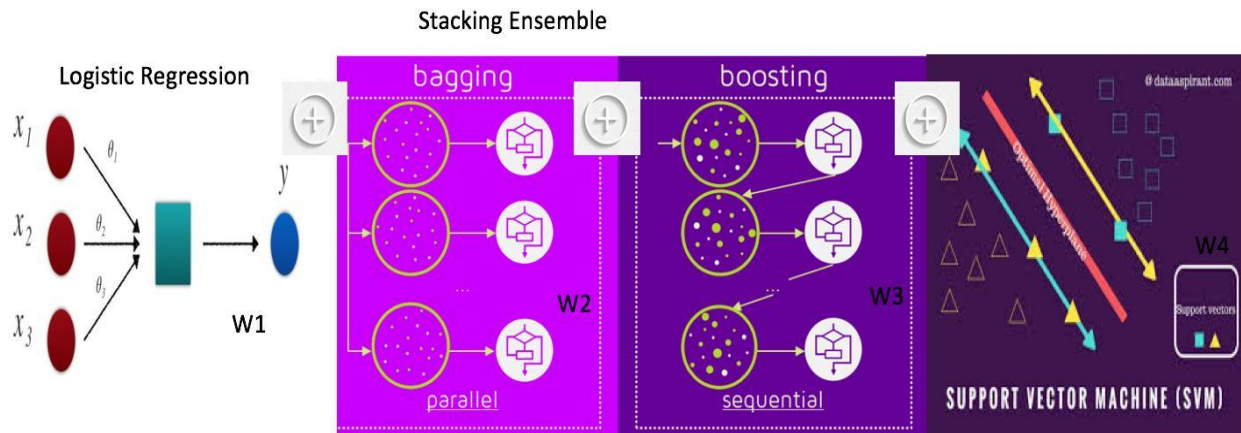 Stacking Ensemble
Logistic Regression
x1
x2
x3
θ1
θ2
θ3
y
W1
bagging
...
W2
parallel
boosting
...
W3
sequential
@ dataaspirant.com
Optimal Hyperplane
W4
Support vectors
SUPPORT VECTOR MACHINE (SVM)